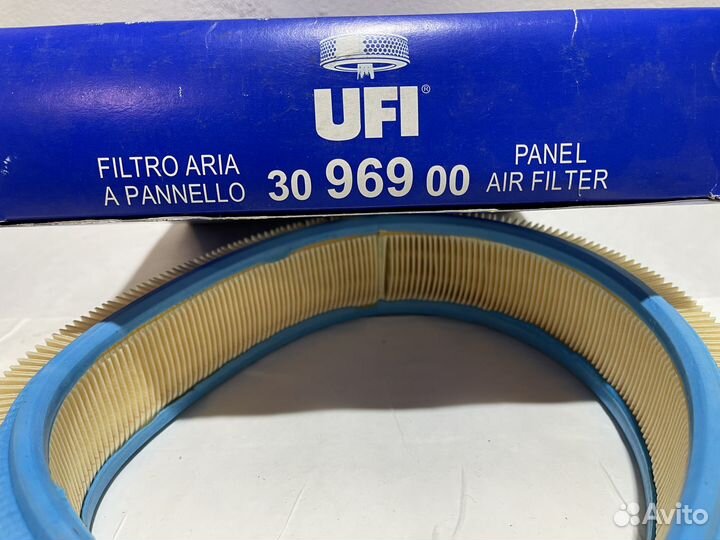 UFI®
FILTRO ARIA
A PANNELLO
30 969 00
PANEL
AIR FILTER
Avito